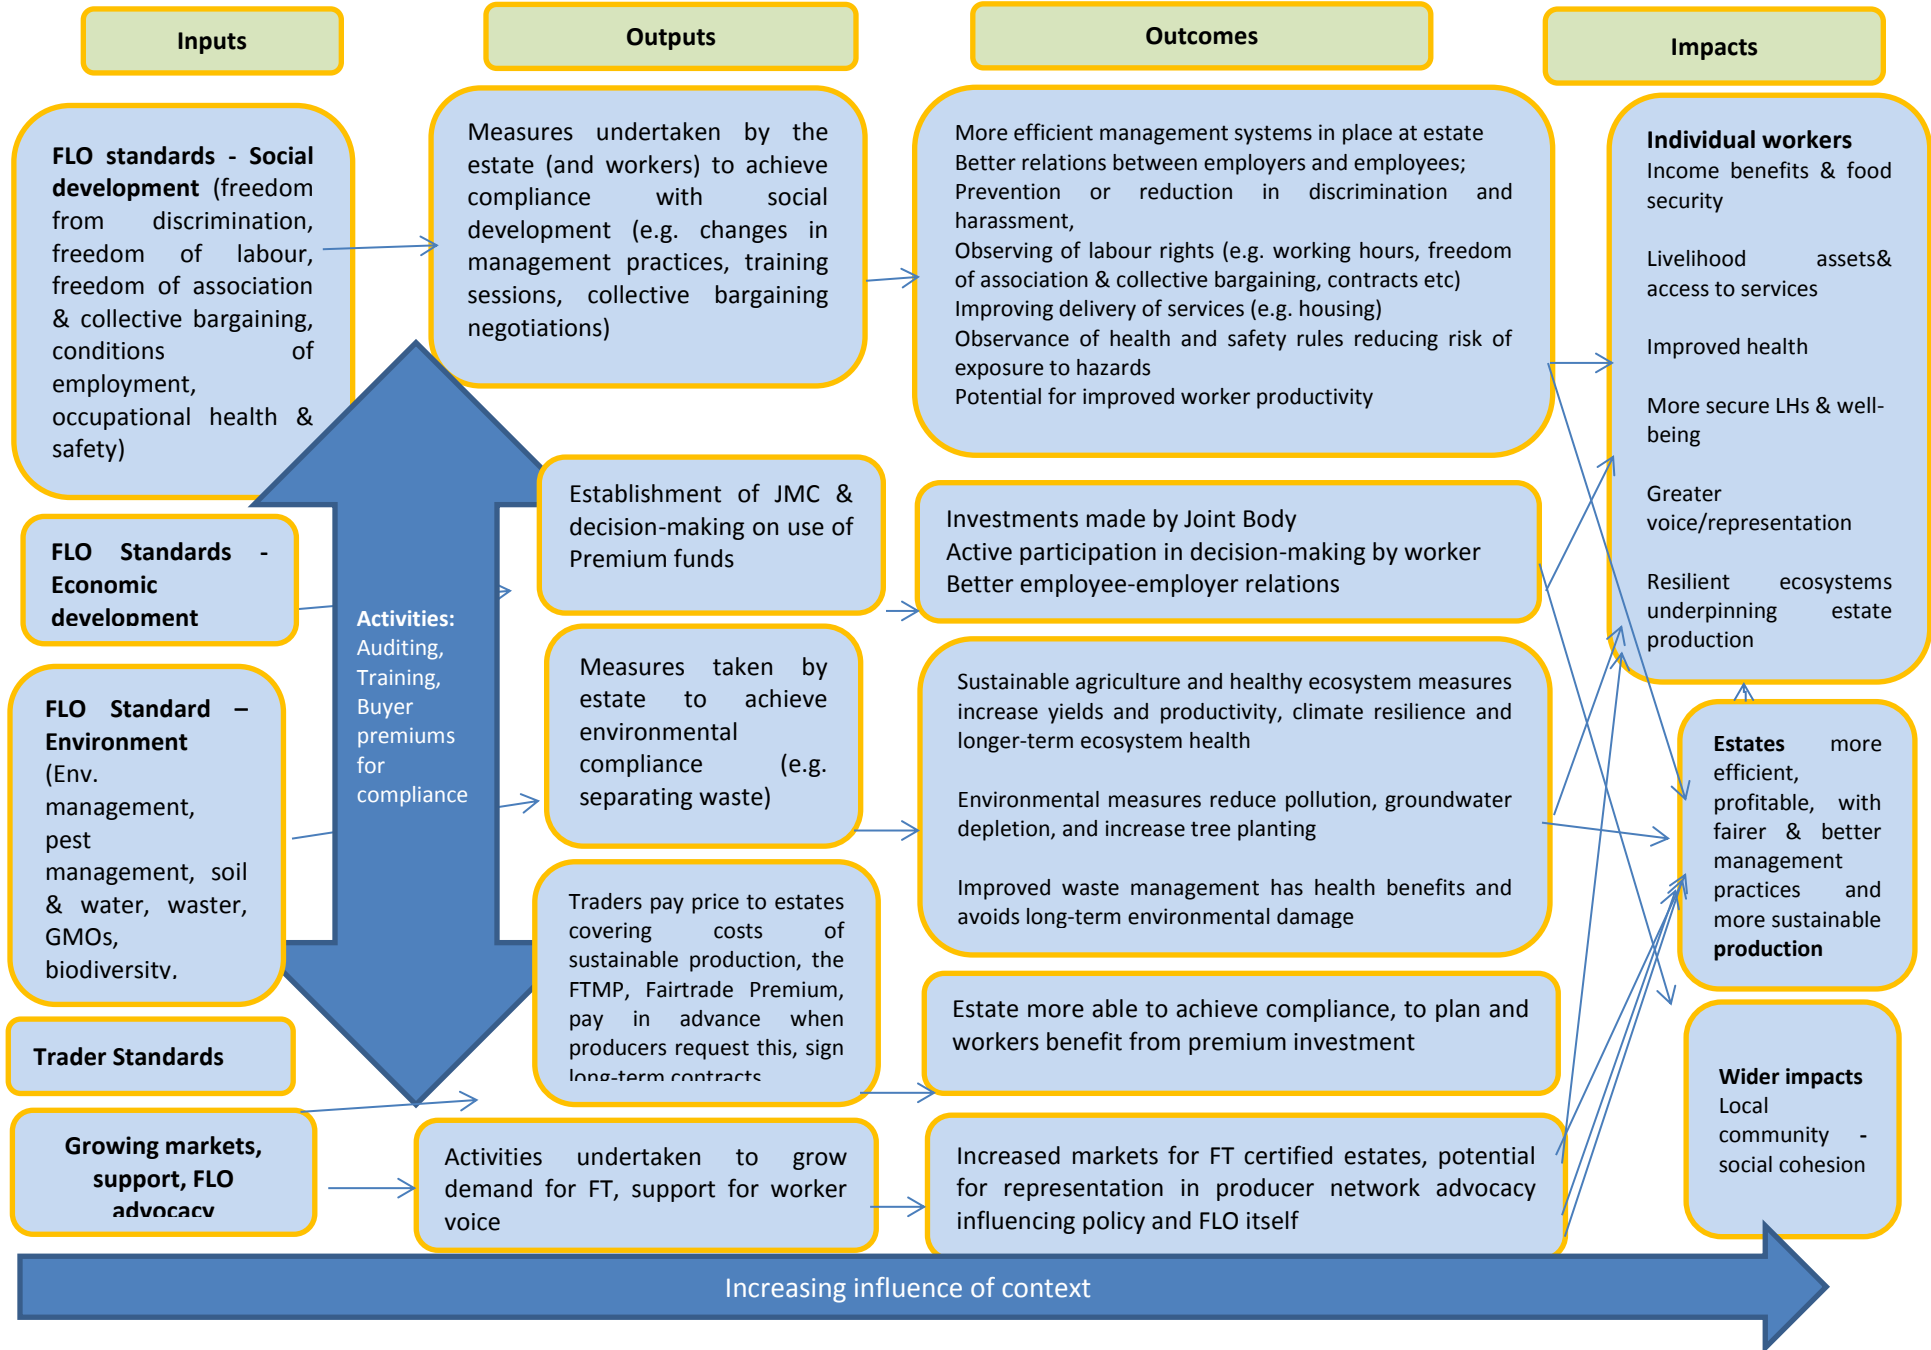 Inputs
Outputs
Outcomes
Impacts
FLO standards - Social
development (freedom
from discrimination,
freedom of labour,
freedom of association
& collective bargaining,
conditions of
employment,
occupational health &
safety)
FLO Standards -
Economic
development
FLO Standard –
Environment
(Env.
management,
pest
management, soil
& water, waster,
GMOs,
biodiversity,
Trader Standards
Growing markets,
support, FLO
advocacy
Activities:
Auditing,
Training,
Buyer
premiums
for
compliance
Measures undertaken by the
estate (and workers) to achieve
compliance with social
development (e.g. changes in
management practices, training
sessions, collective bargaining
negotiations)
Establishment of JMC &
decision-making on use of
Premium funds
Measures taken by
estate to achieve
environmental
compliance (e.g.
separating waste)
Traders pay price to estates
covering costs of
sustainable production, the
FTMP, Fairtrade Premium,
pay in advance when
producers request this, sign
long-term contracts
Activities undertaken to grow
demand for FT, support for worker
voice
More efficient management systems in place at estate
Better relations between employers and employees;
Prevention or reduction in discrimination and
harassment,
Observing of labour rights (e.g. working hours, freedom
of association & collective bargaining, contracts etc)
Improving delivery of services (e.g. housing)
Observance of health and safety rules reducing risk of
exposure to hazards
Potential for improved worker productivity
Investments made by Joint Body
Active participation in decision-making by worker
Better employee-employer relations
Sustainable agriculture and healthy ecosystem measures
increase yields and productivity, climate resilience and
longer-term ecosystem health
Environmental measures reduce pollution, groundwater
depletion, and increase tree planting
Improved waste management has health benefits and
avoids long-term environmental damage
Estate more able to achieve compliance, to plan and
workers benefit from premium investment
Increased markets for FT certified estates, potential
for representation in producer network advocacy
influencing policy and FLO itself
Individual workers
Income benefits & food
security
Livelihood assets&
access to services
Improved health
More secure LHs & well-
being
Greater
voice/representation
Resilient ecosystems
underpinning estate
production
Estates more
efficient,
profitable, with
fairer & better
management
practices and
more sustainable
production
Wider impacts
Local
community -
social cohesion
Increasing influence of context